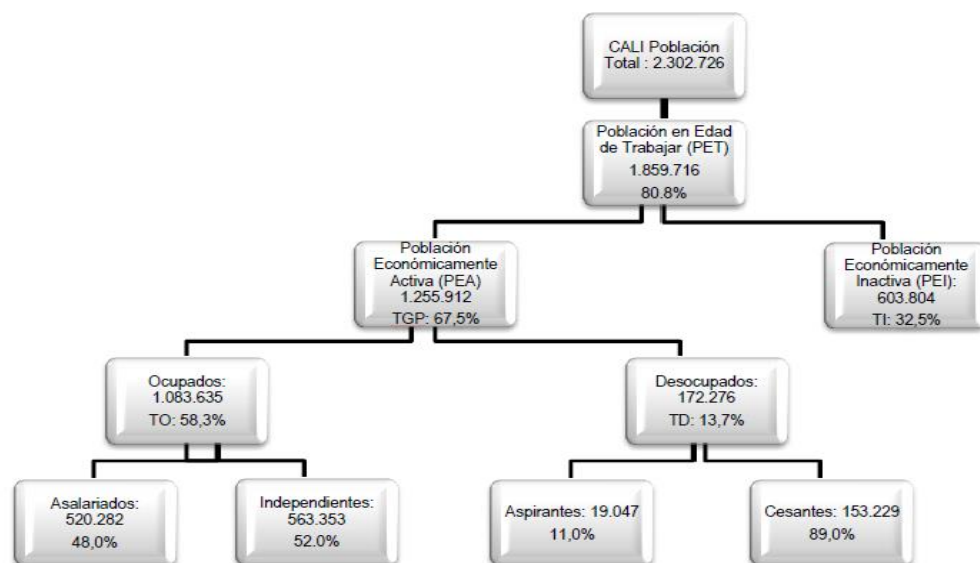 CALI Población
Total : 2.302.726
Población en Edad
de Trabajar (PET)
1.859.716
80.8%
Población
Económicamente
Activa (PEA)
1.255.912
TGP: 67,5%
Población
Económicamente
Inactiva (PEI):
603.804
TI: 32,5%
Ocupados:
1.083.635
TO: 58,3%
Desocupados:
172.276
TD: 13,7%
Asalariados:
520.282
48,0%
Independientes:
563.353
52.0%
Aspirantes: 19.047
11,0%
Cesantes: 153.229
89,0%